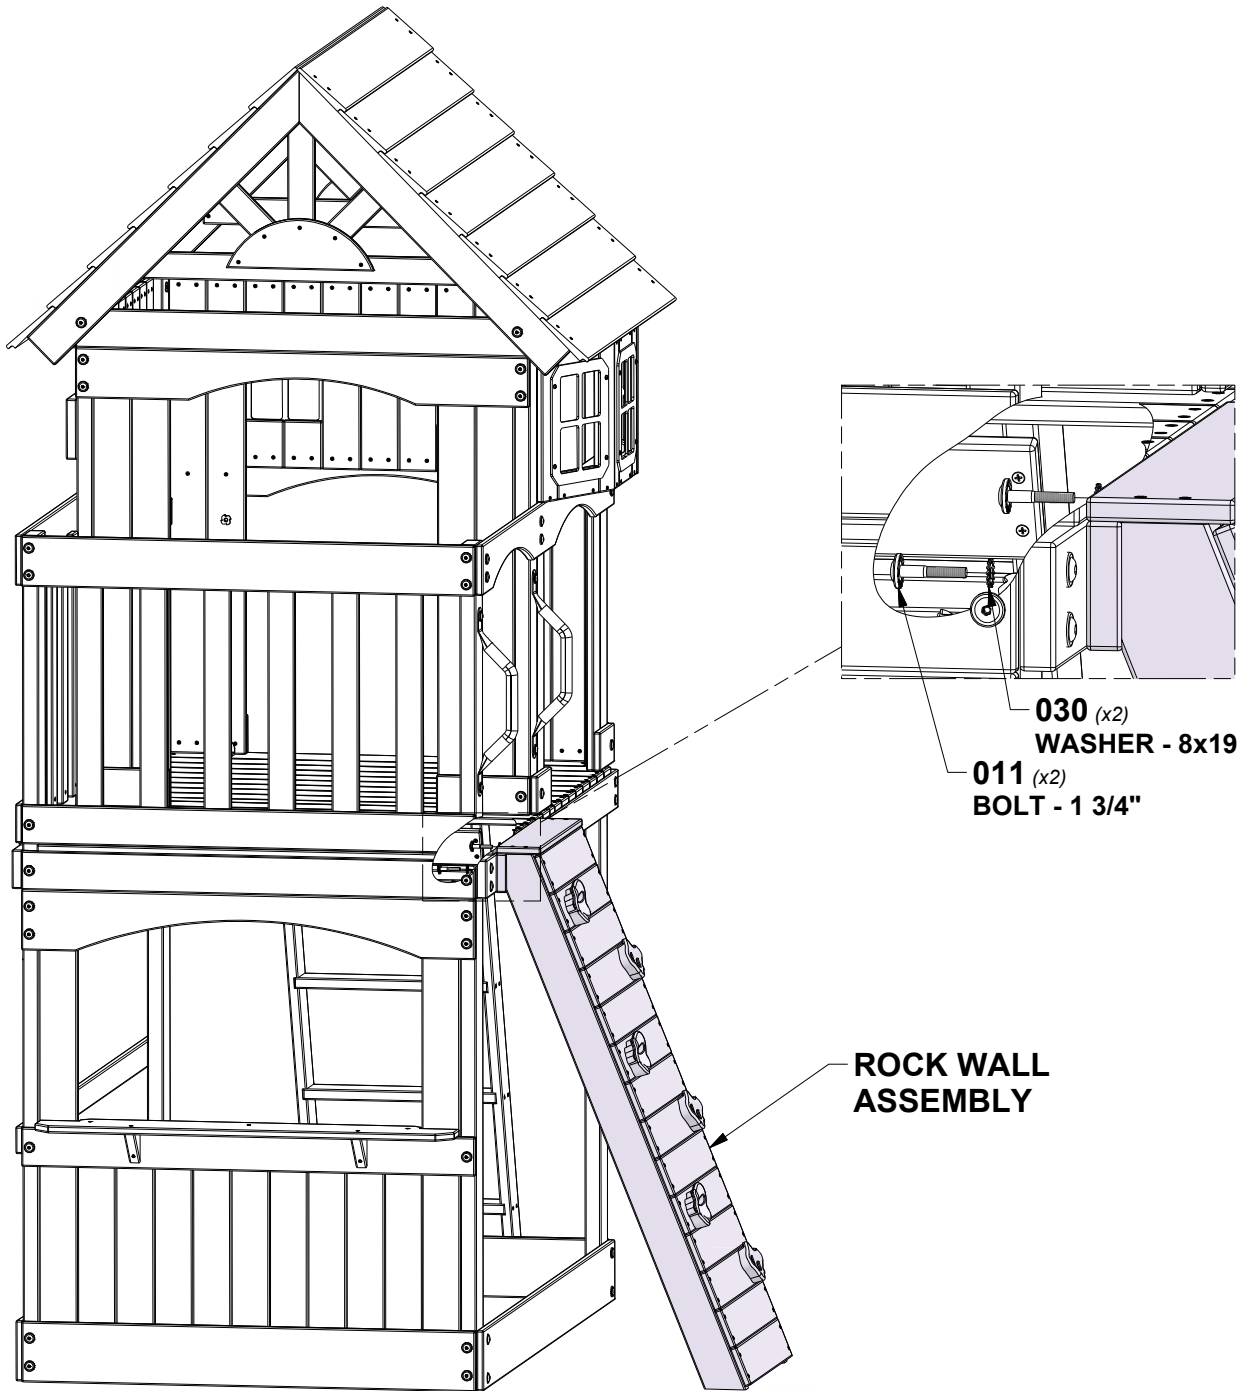 030 (x2)
WASHER - 8x19
011 (x2)
BOLT - 1 3/4"
ROCK WALL
ASSEMBLY